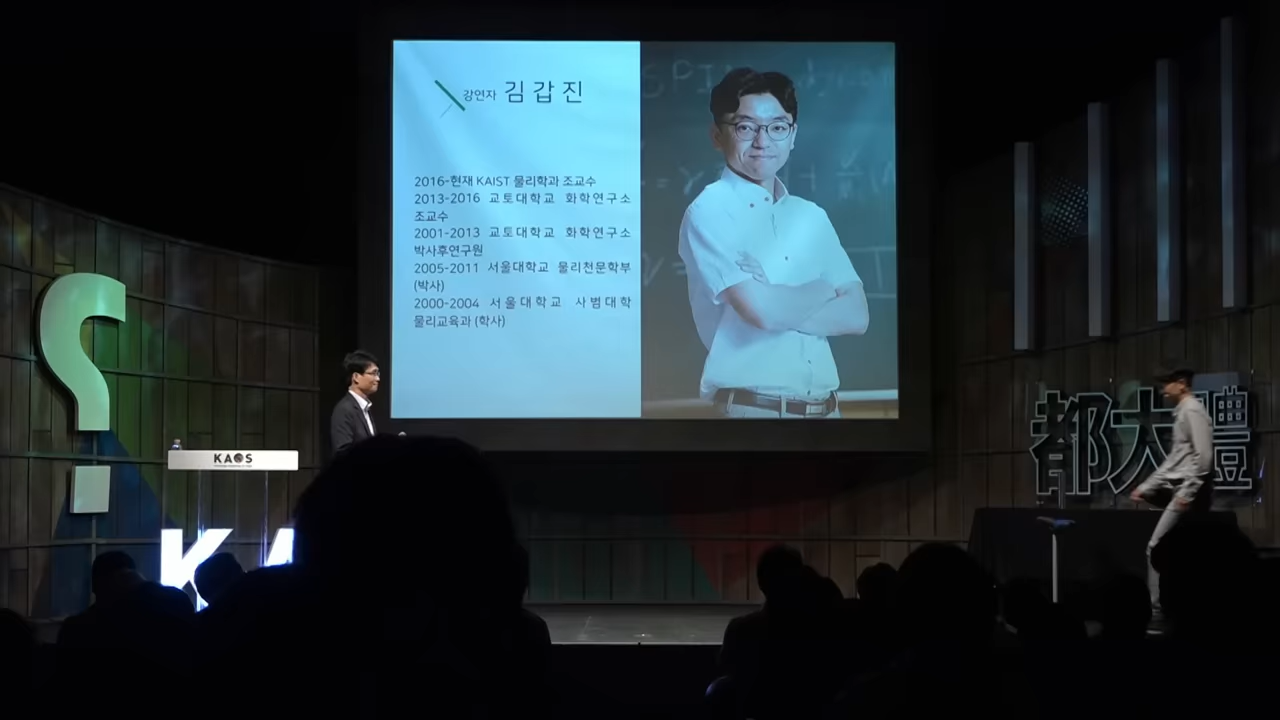 강연자 김 갑 진
2016-현재 KAIST 물리학과 조교수
2013-2016 교토대학교 화학연구소
조교수
2001-2013 교토대학교 화학연구소
박사후연구원
2005-2011 서울대학교 물리천문학부
(박사)
2000-2004 서울대학교 사범대학
물리교육과 (학사)
KAOS
KA
都大體
?